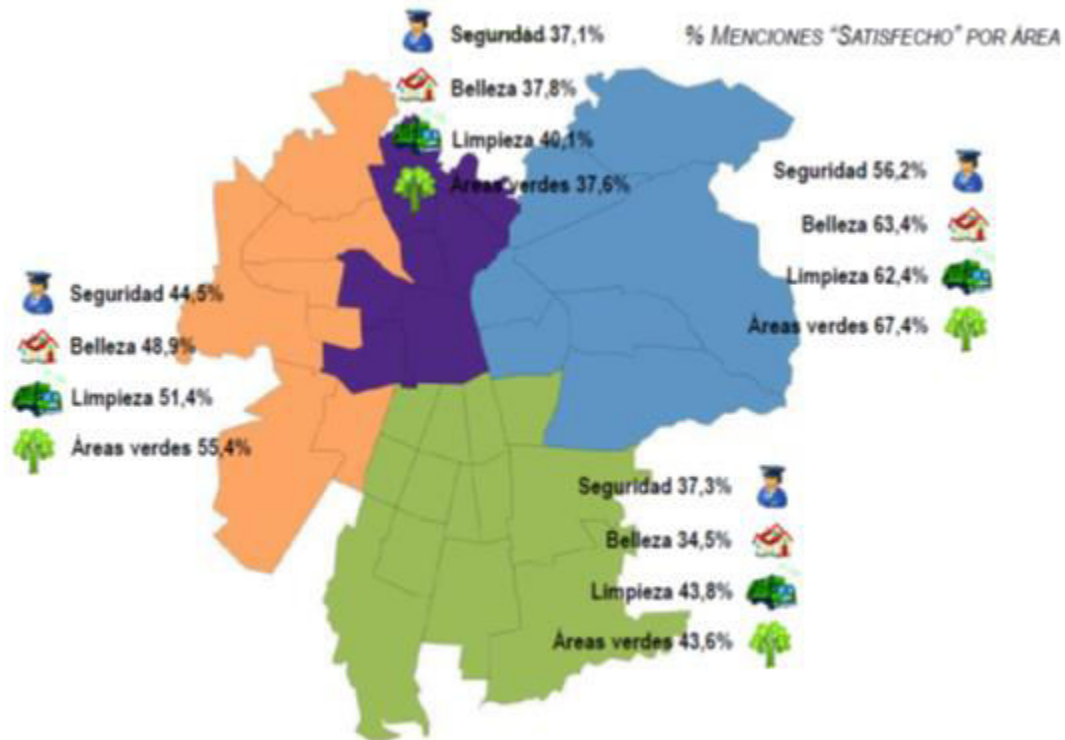 % MENCIONES "SATISFECHO" POR ÁREA
Seguridad 37,1%
Belleza 37,8%
Limpieza 40,1%
Áreas verdes 37,6%
Seguridad 56,2%
Belleza 63,4%
Limpieza 62,4%
Áreas verdes 67,4%
Seguridad 44,5%
Belleza 48,9%
Limpieza 51,4%
Áreas verdes 55,4%
Seguridad 37,3%
Belleza 34,5%
Limpieza 43,8%
Áreas verdes 43,6%